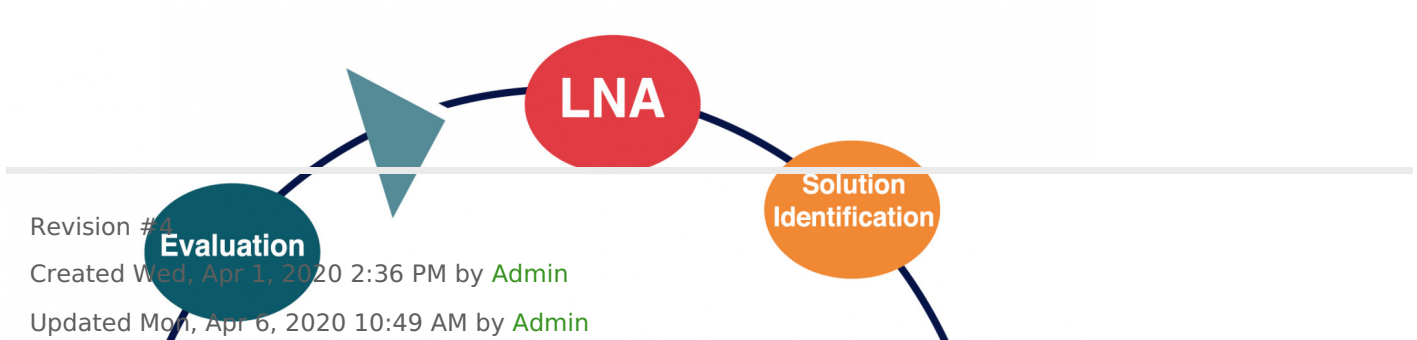 LNA
Solution
Identification
Evaluation
Revision #4
Created Wed, Apr 1, 2020 2:36 PM by Admin
Updated Mon, Apr 6, 2020 10:49 AM by Admin